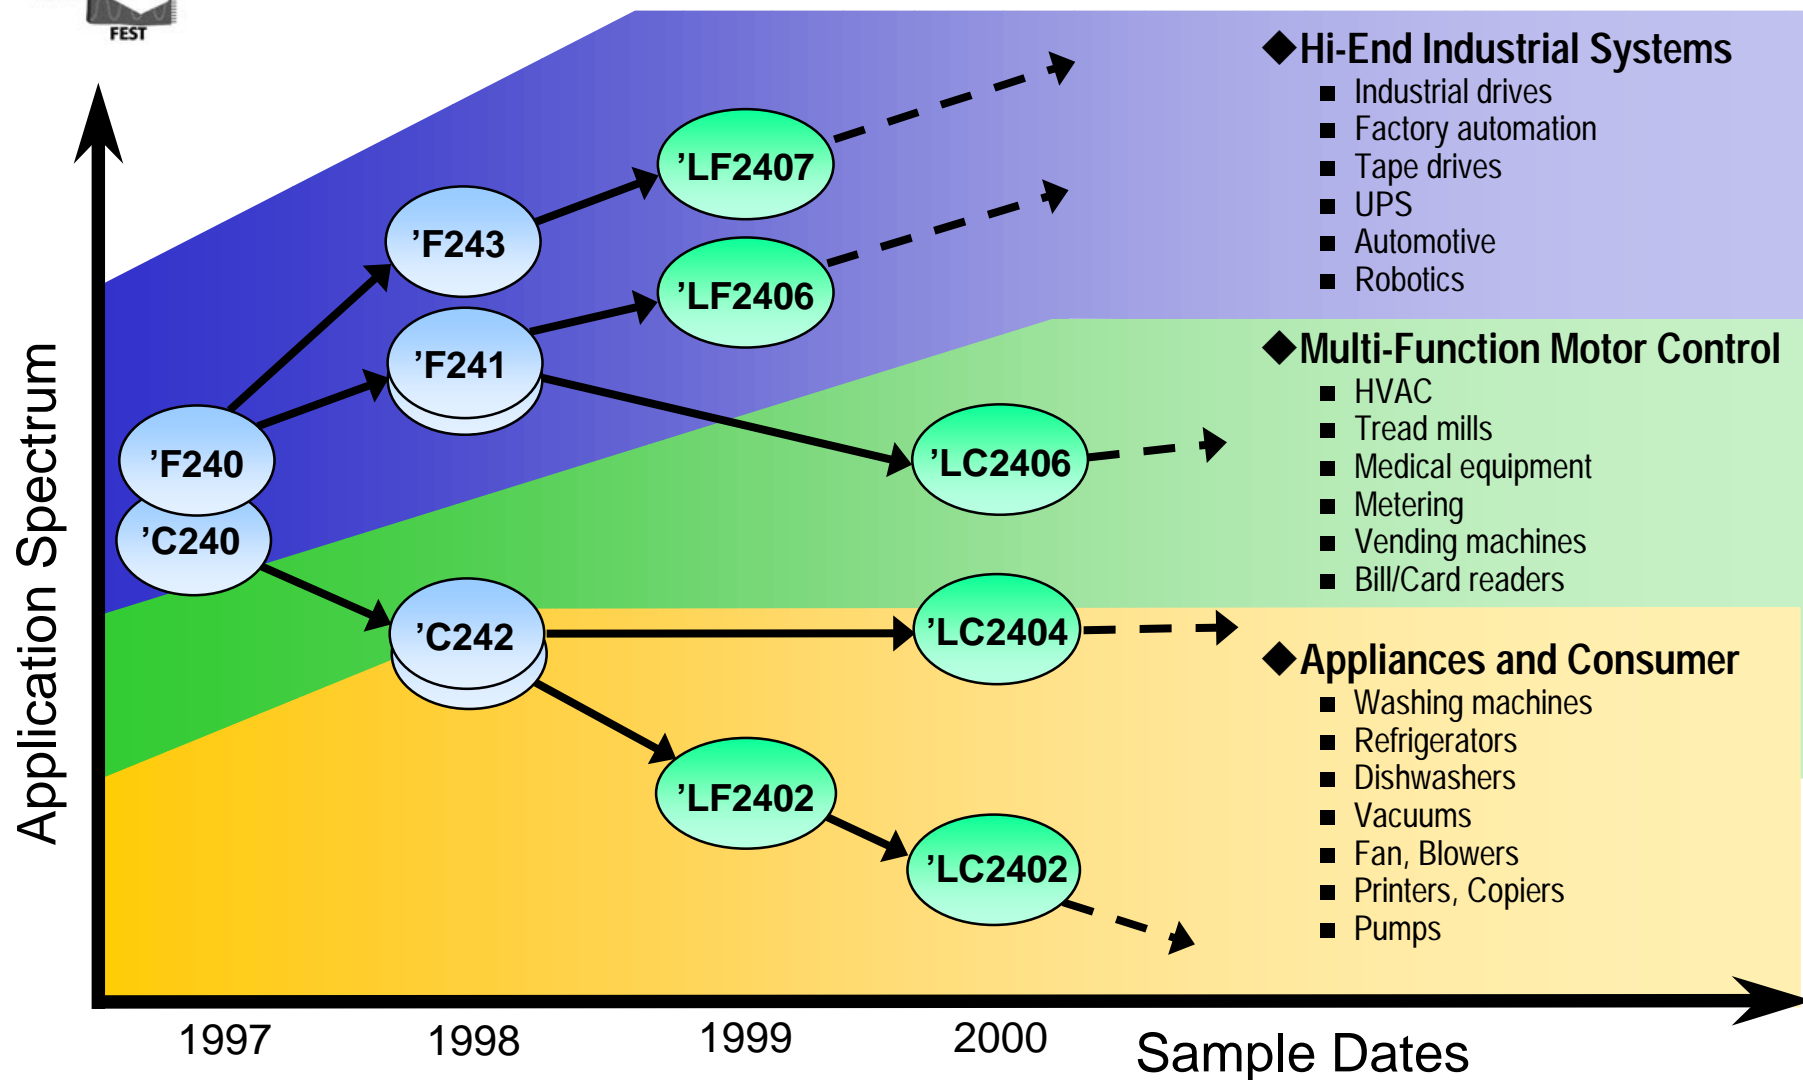 FEST
Application Spectrum
’LF2407
’F243
’LF2406
’F241
’F240
’LC2406
’C240
’C242
’LC2404
’LF2402
’LC2402
◆Hi-End Industrial Systems
■ Industrial drives
■ Factory automation
■ Tape drives
■ UPS
■ Automotive
■ Robotics
◆Multi-Function Motor Control
■ HVAC
■ Tread mills
■ Medical equipment
■ Metering
■ Vending machines
■ Bill/Card readers
◆Appliances and Consumer
■ Washing machines
■ Refrigerators
■ Dishwashers
■ Vacuums
■ Fan, Blowers
■ Printers, Copiers
■ Pumps
1997 1998 1999 2000 Sample Dates